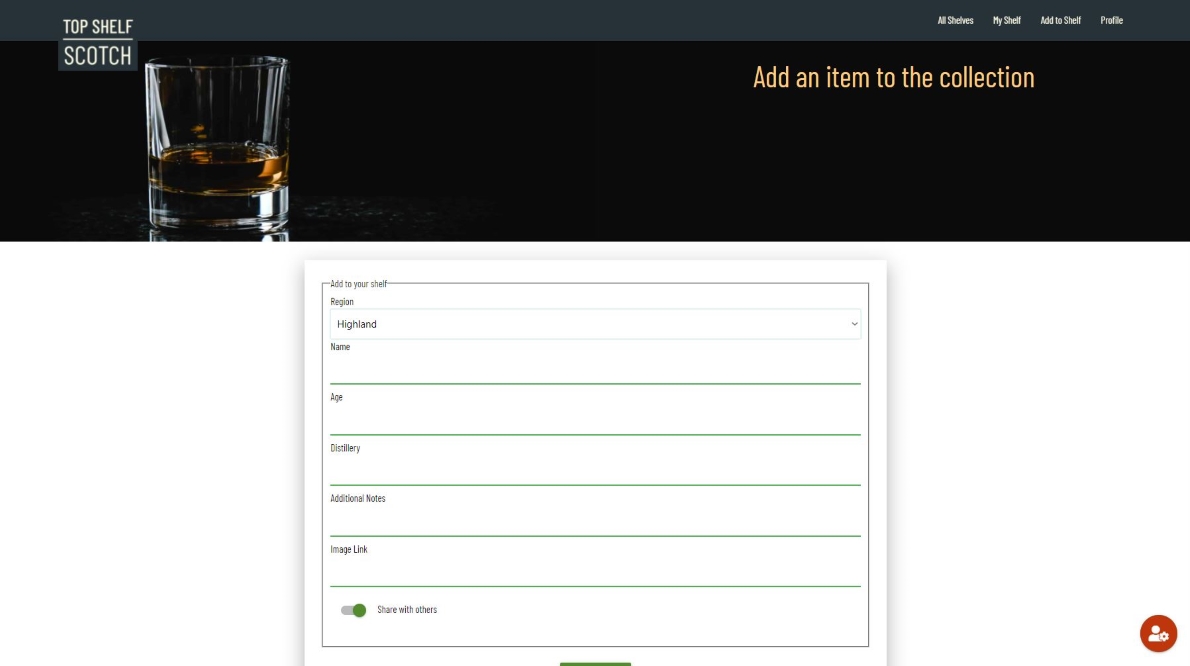 TOP SHELF
SCOTCH
All Shelves My Shelf Add to Shelf Profile
Add an item to the collection
Add to your shelf
Region
Highland
Name
Age
Distillery
Additional Notes
Image Link
Share with others